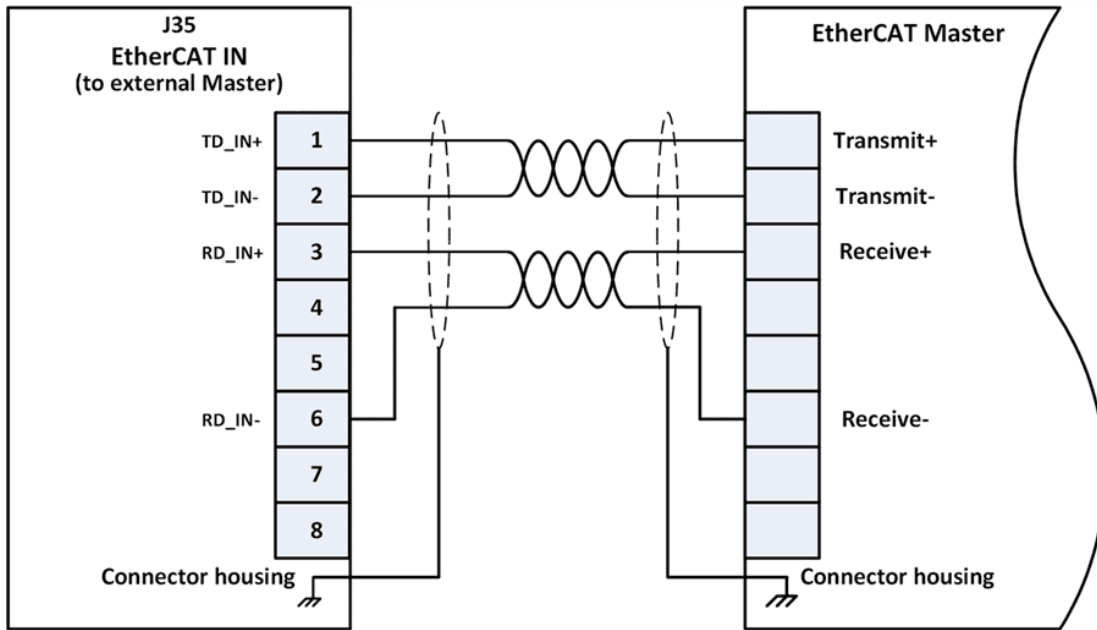 J35
EtherCAT IN
(to external Master)
EtherCAT Master
TD_IN+
1
Transmit+
TD_IN-
2
Transmit-
RD_IN+
3
Receive+
4
5
RD_IN-
6
Receive-
7
8
Connector housing
Connector housing